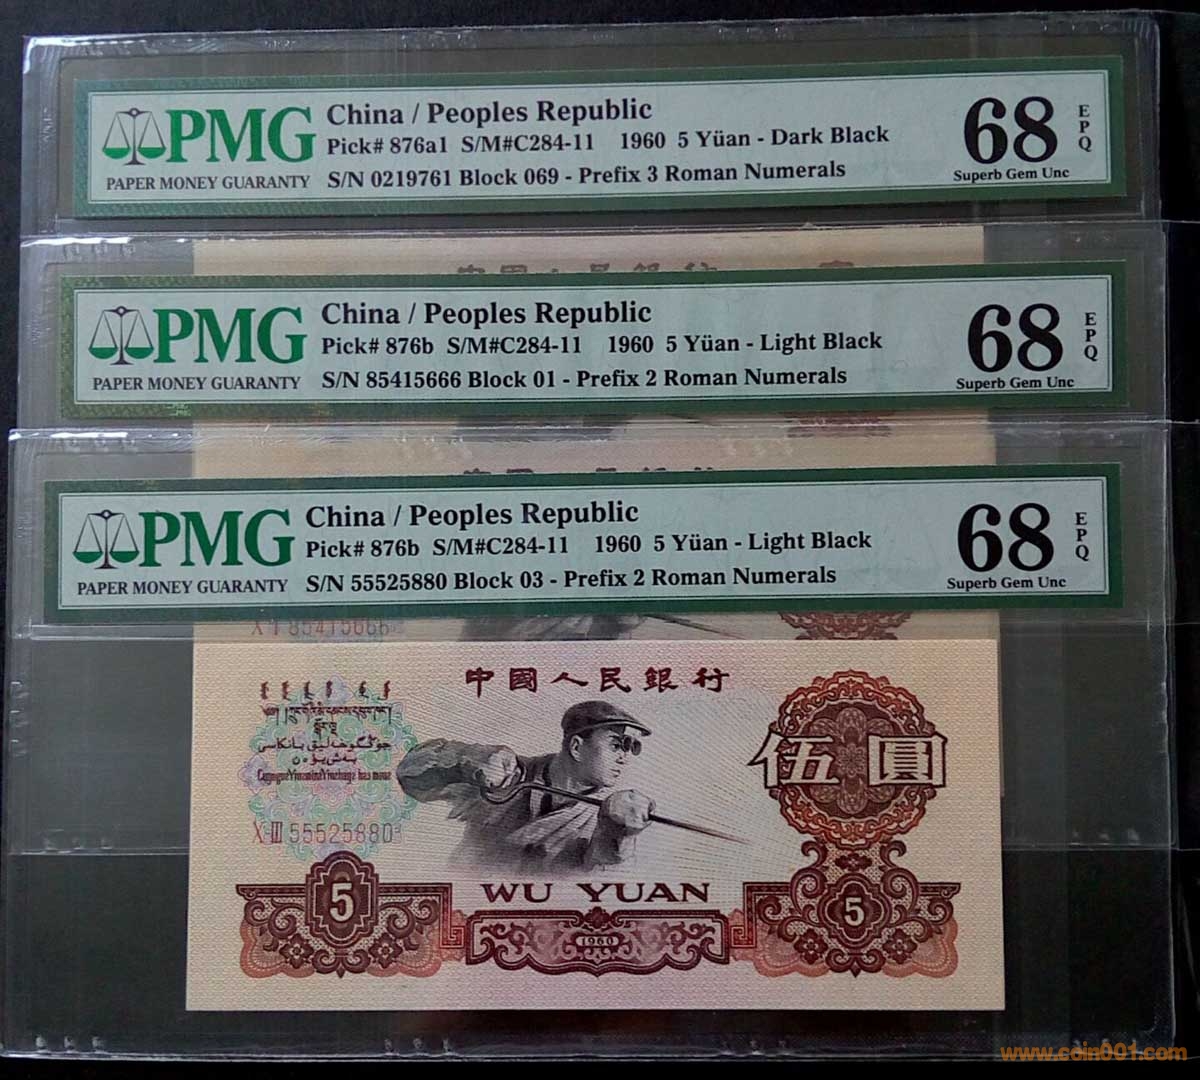 PMG
PAPER MONEY GUARANTY
China / Peoples Republic
Pick# 876a1 S/M#C284-11 1960 5 Yüan - Dark Black
S/N 0219761 Block 069 - Prefix 3 Roman Numerals
68
EPQ
Superb Gem Unc
PMG
PAPER MONEY GUARANTY
China / Peoples Republic
Pick# 876b S/M#C284-11 1960 5 Yüan - Light Black
S/N 85415666 Block 01 - Prefix 2 Roman Numerals
68
EPQ
Superb Gem Unc
PMG
PAPER MONEY GUARANTY
China / Peoples Republic
Pick# 876b S/M#C284-11 1960 5 Yüan - Light Black
S/N 55525880 Block 03 - Prefix 2 Roman Numerals
68
EPQ
Superb Gem Unc
X I 85415666
中國人民銀行
伍圓
X III 55525880
5
WU YUAN
1960
5
www.coin001.com